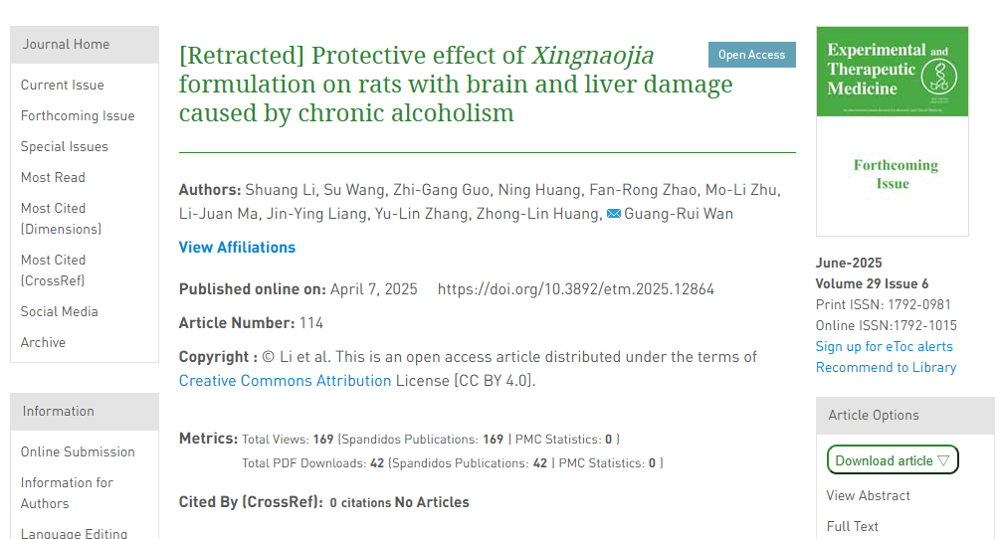 Journal Home
Current Issue
Forthcoming Issue
Special Issues
Most Read
Most Cited
(Dimensions)
Most Cited
(CrossRef)
Social Media
Archive
Information
Online Submission
Information for
Authors
Language Editing
[Retracted] Protective effect of Xingnaojia
formulation on rats with brain and liver damage
caused by chronic alcoholism
Open Access
Authors: Shuang Li, Su Wang, Zhi-Gang Guo, Ning Huang, Fan-Rong Zhao, Mo-Li Zhu,
Li-Juan Ma, Jin-Ying Liang, Yu-Lin Zhang, Zhong-Lin Huang, Guang-Rui Wan
View Affiliations
Published online on: April 7, 2025 https://doi.org/10.3892/etm.2025.12864
Article Number: 114
Copyright : © Li et al. This is an open access article distributed under the terms of
Creative Commons Attribution License [CC BY 4.0].
Metrics: Total Views: 169 (Spandidos Publications: 169 | PMC Statistics: 0 )
Total PDF Downloads: 42 (Spandidos Publications: 42 | PMC Statistics: 0 )
Cited By (CrossRef): 0 citations No Articles
Experimental and
Therapeutic
Medicine
Forthcoming
Issue
June-2025
Volume 29 Issue 6
Print ISSN: 1792-0981
Online ISSN:1792-1015
Sign up for eToc alerts
Recommend to Library
Article Options
Download article ▽
View Abstract
Full Text